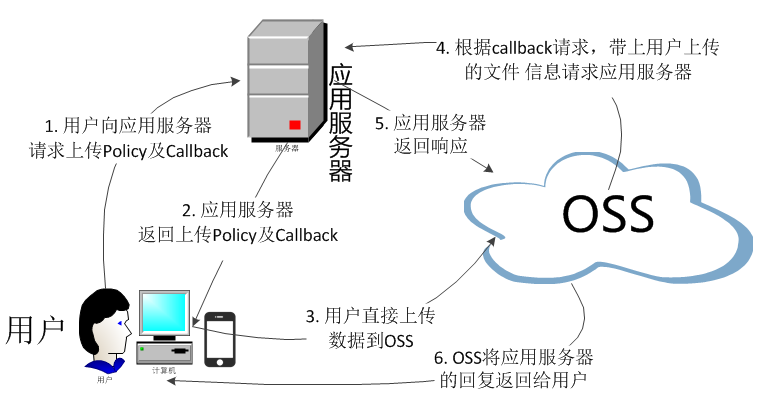 4. 根据callback请求，带上用户上传
的文件 信息请求应用服务器
应用服务器
服务器
1. 用户向应用服务器
请求上传Policy及Callback
5. 应用服务器
返回响应
OSS
2. 应用服务器
返回上传Policy及Callback
3. 用户直接上传
数据到OSS
用户
用户
计算机
6. OSS将应用服务器
的回复返回给用户